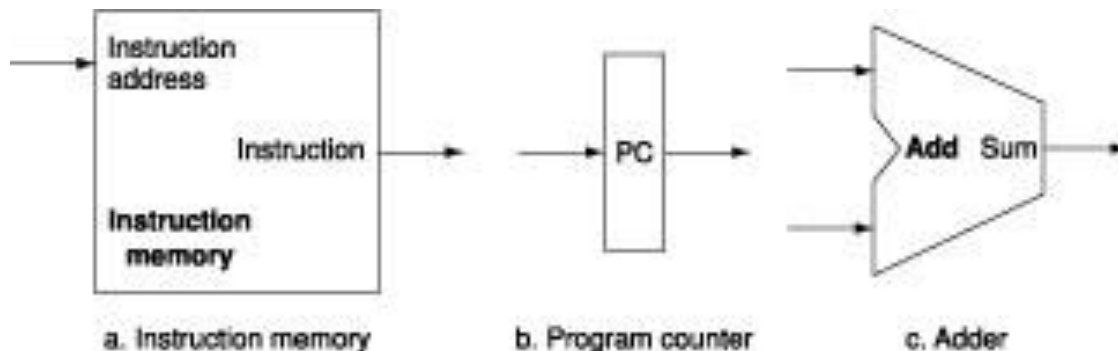 Instruction
address
Instruction
Instruction
memory
PC
Add Sum
a. Instruction memory
b. Program counter
c. Adder